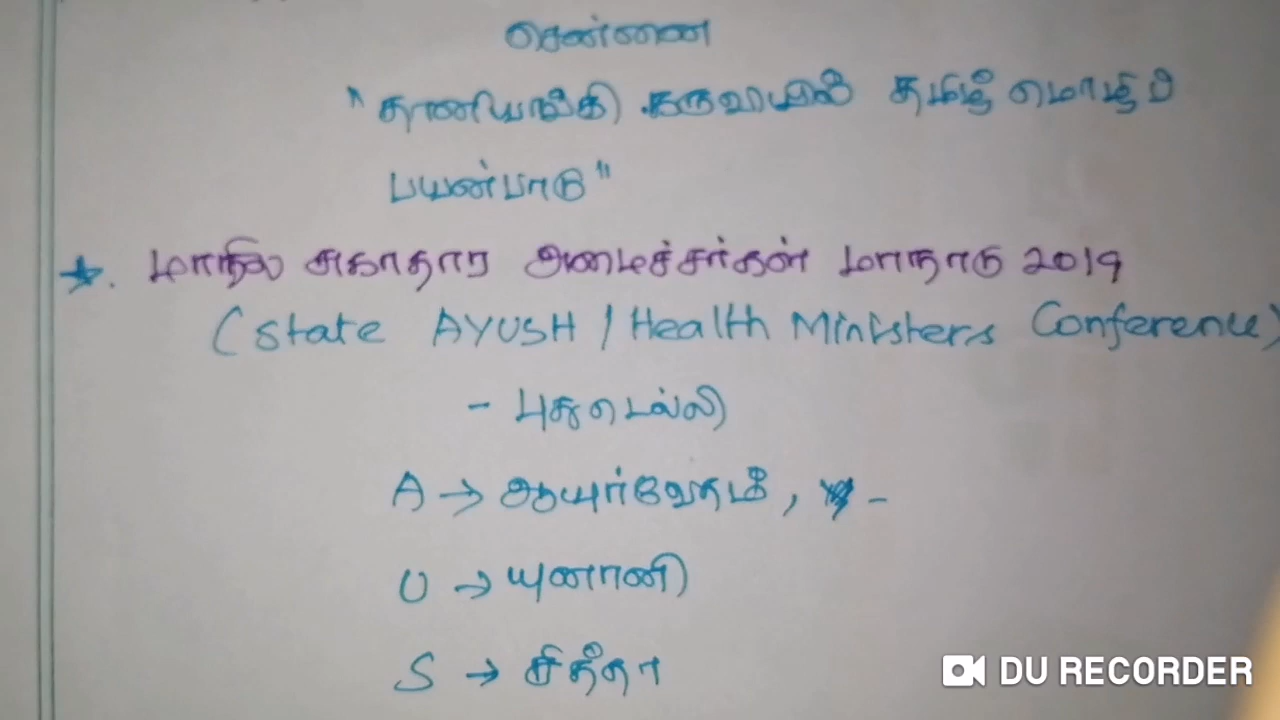 சென்னை
"தானியங்கி கருவியில் தமிழ் மொழிப்
பயன்பாடு"
★. மாநில சுகாதார அமைச்சர்கள் மாநாடு 2019
(State AYUSH / Health Ministers Conference)
- புதுடெல்லி
A → ஆயுர்வேதம், -
U → யுனானி
S → சித்தா
DU RECORDER